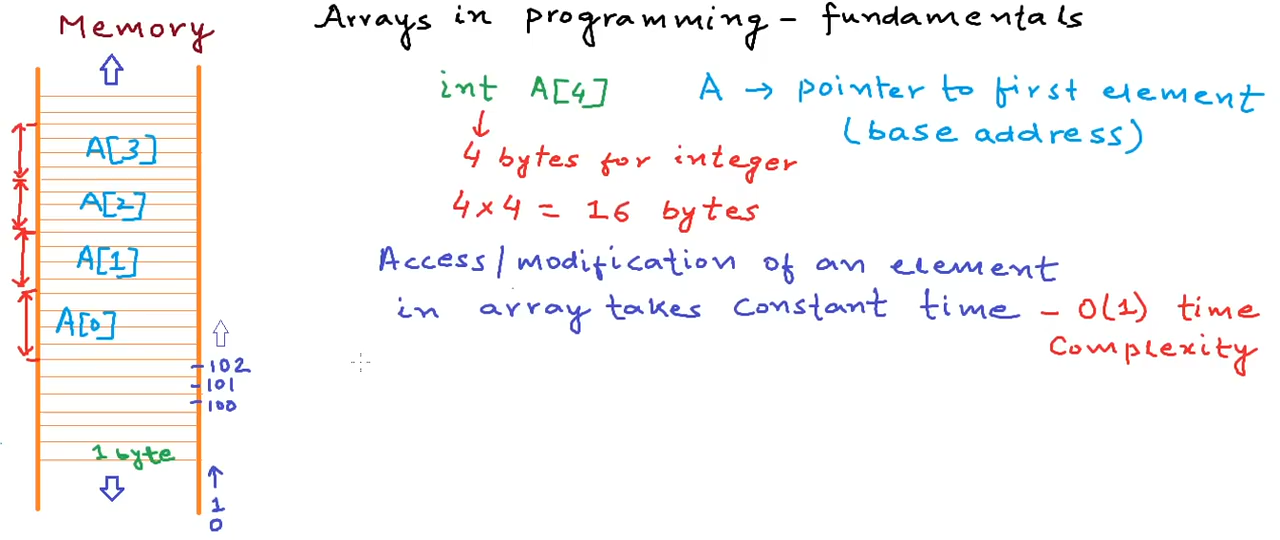 Memory
Arrays in programming - fundamentals
int A[4]
A → pointer to first element
(base address)
4 bytes for integer
4×4 = 16 bytes
Access/modification of an element
in array takes constant time - O(1) time
complexity
A[3]
A[2]
A[1]
A[0]
102
101
100
1 byte
1
0